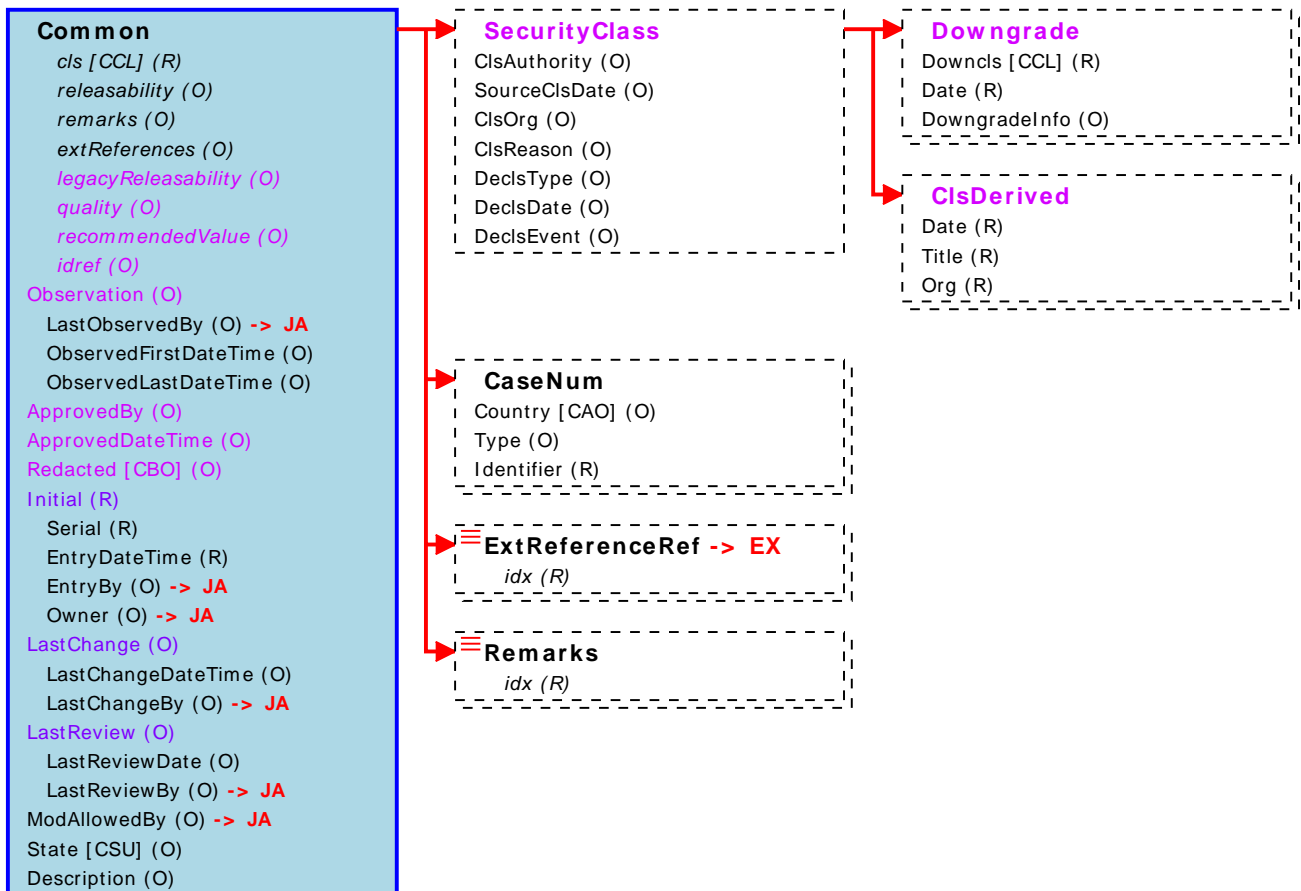 Common
cls [CCL] (R)
releasability (O)
remarks (O)
extReferences (O)
legacyReleasability (O)
quality (O)
recommendedValue (O)
idref (O)
Observation (O)
LastObservedBy (O) -> JA
ObservedFirstDateTime (O)
ObservedLastDateTime (O)
ApprovedBy (O)
ApprovedDateTime (O)
Redacted [CBO] (O)
Initial (R)
Serial (R)
EntryDateTime (R)
EntryBy (O) -> JA
Owner (O) -> JA
LastChange (O)
LastChangeDateTime (O)
LastChangeBy (O) -> JA
LastReview (O)
LastReviewDate (O)
LastReviewBy (O) -> JA
ModAllowedBy (O) -> JA
State [CSU] (O)
Description (O)
SecurityClass
ClsAuthority (O)
SourceClsDate (O)
ClsOrg (O)
ClsReason (O)
DeclsType (O)
DeclsDate (O)
DeclsEvent (O)
CaseNum
Country [CAO] (O)
Type (O)
Identifier (R)
ExtReferenceRef -> EX
idx (R)
Remarks
idx (R)
Downgrade
Downcls [CCL] (R)
Date (R)
DowngradeInfo (O)
ClsDerived
Date (R)
Title (R)
Org (R)